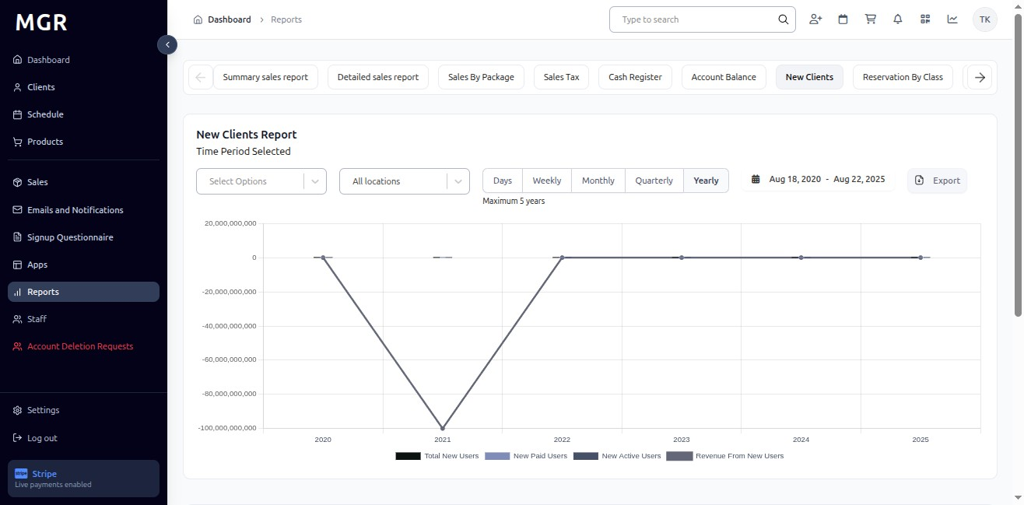 MGR
Dashboard
Clients
Schedule
Products
Sales
Emails and Notifications
Signup Questionnaire
Apps
Reports
Staff
Account Deletion Requests
Settings
Log out
Stripe
Live payments enabled
Dashboard > Reports
Type to search
TK
Summary sales report
Detailed sales report
Sales By Package
Sales Tax
Cash Register
Account Balance
New Clients
Reservation By Class
New Clients Report
Time Period Selected
Select Options
All locations
Days
Weekly
Monthly
Quarterly
Yearly
Maximum 5 years
Aug 18, 2020 - Aug 22, 2025
Export
20,000,000,000
0
-20,000,000,000
-40,000,000,000
-60,000,000,000
-80,000,000,000
-100,000,000,000
2020 2021 2022 2023 2024 2025
Total New Users New Paid Users New Active Users Revenue From New Users